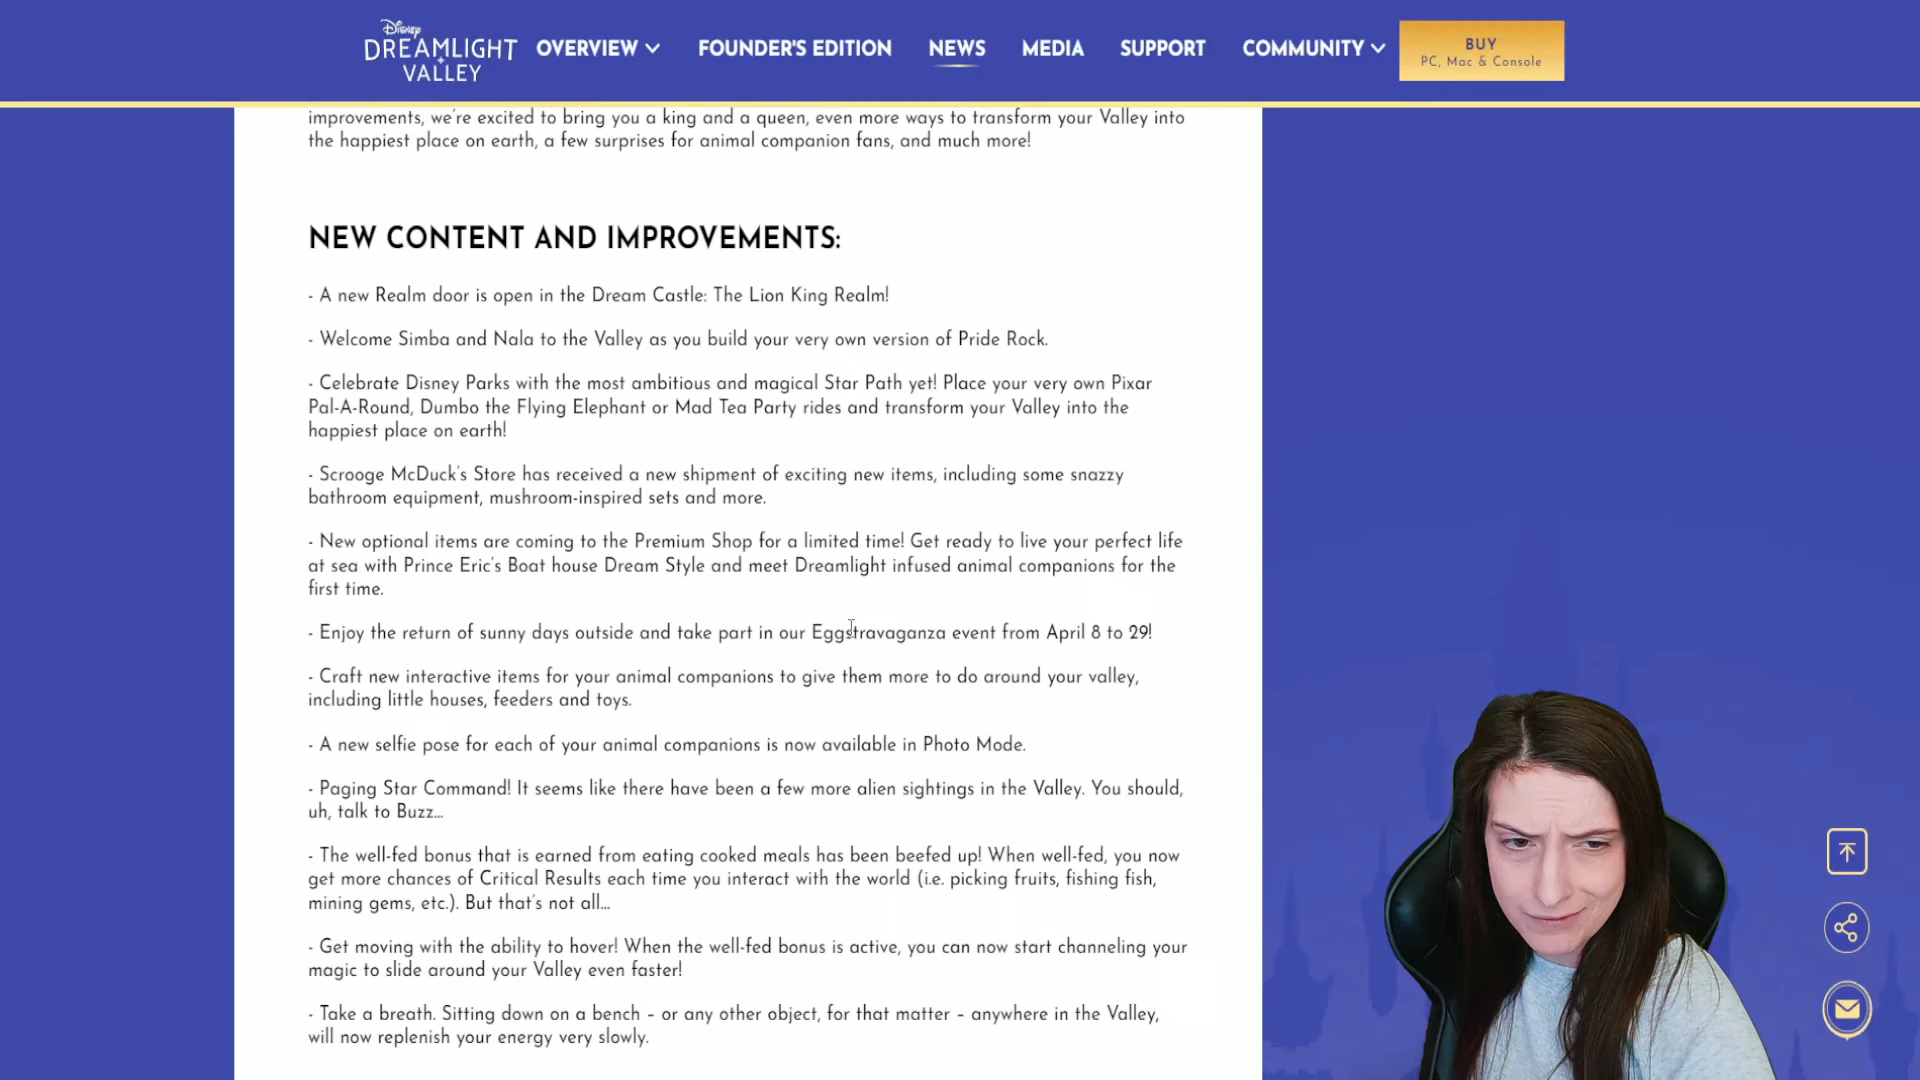 Disney
DREAMLIGHT
VALLEY
OVERVIEW
FOUNDER'S EDITION
NEWS
MEDIA
SUPPORT
COMMUNITY
BUY
PC, Mac & Console
improvements, we're excited to bring you a king and a queen, even more ways to transform your Valley into
the happiest place on earth, a few surprises for animal companion fans, and much more!
NEW CONTENT AND IMPROVEMENTS:
- A new Realm door is open in the Dream Castle: The Lion King Realm!
- Welcome Simba and Nala to the Valley as you build your very own version of Pride Rock.
- Celebrate Disney Parks with the most ambitious and magical Star Path yet! Place your very own Pixar
Pal-A-Round, Dumbo the Flying Elephant or Mad Tea Party rides and transform your Valley into the
happiest place on earth!
- Scrooge McDuck's Store has received a new shipment of exciting new items, including some snazzy
bathroom equipment, mushroom-inspired sets and more.
- New optional items are coming to the Premium Shop for a limited time! Get ready to live your perfect life
at sea with Prince Eric's Boat house Dream Style and meet Dreamlight infused animal companions for the
first time.
- Enjoy the return of sunny days outside and take part in our Eggstravaganza event from April 8 to 29!
- Craft new interactive items for your animal companions to give them more to do around your valley,
including little houses, feeders and toys.
- A new selfie pose for each of your animal companions is now available in Photo Mode.
- Paging Star Command! It seems like there have been a few more alien sightings in the Valley. You should,
uh, talk to Buzz...
- The well-fed bonus that is earned from eating cooked meals has been beefed up! When well-fed, you now
get more chances of Critical Results each time you interact with the world (i.e. picking fruits, fishing fish,
mining gems, etc.). But that's not all...
- Get moving with the ability to hover! When the well-fed bonus is active, you can now start channeling your
magic to slide around your Valley even faster!
- Take a breath. Sitting down on a bench – or any other object, for that matter – anywhere in the Valley,
will now replenish your energy very slowly.